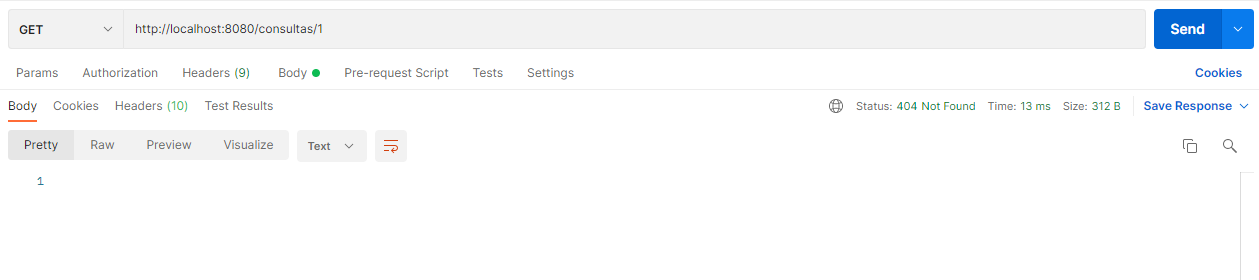 GET http://localhost:8080/consultas/1 Send
Params Authorization Headers (9) Body Pre-request Script Tests Settings Cookies
Body Cookies Headers (10) Test Results Status: 404 Not Found Time: 13 ms Size: 312 B Save Response
Pretty Raw Preview Visualize Text
1